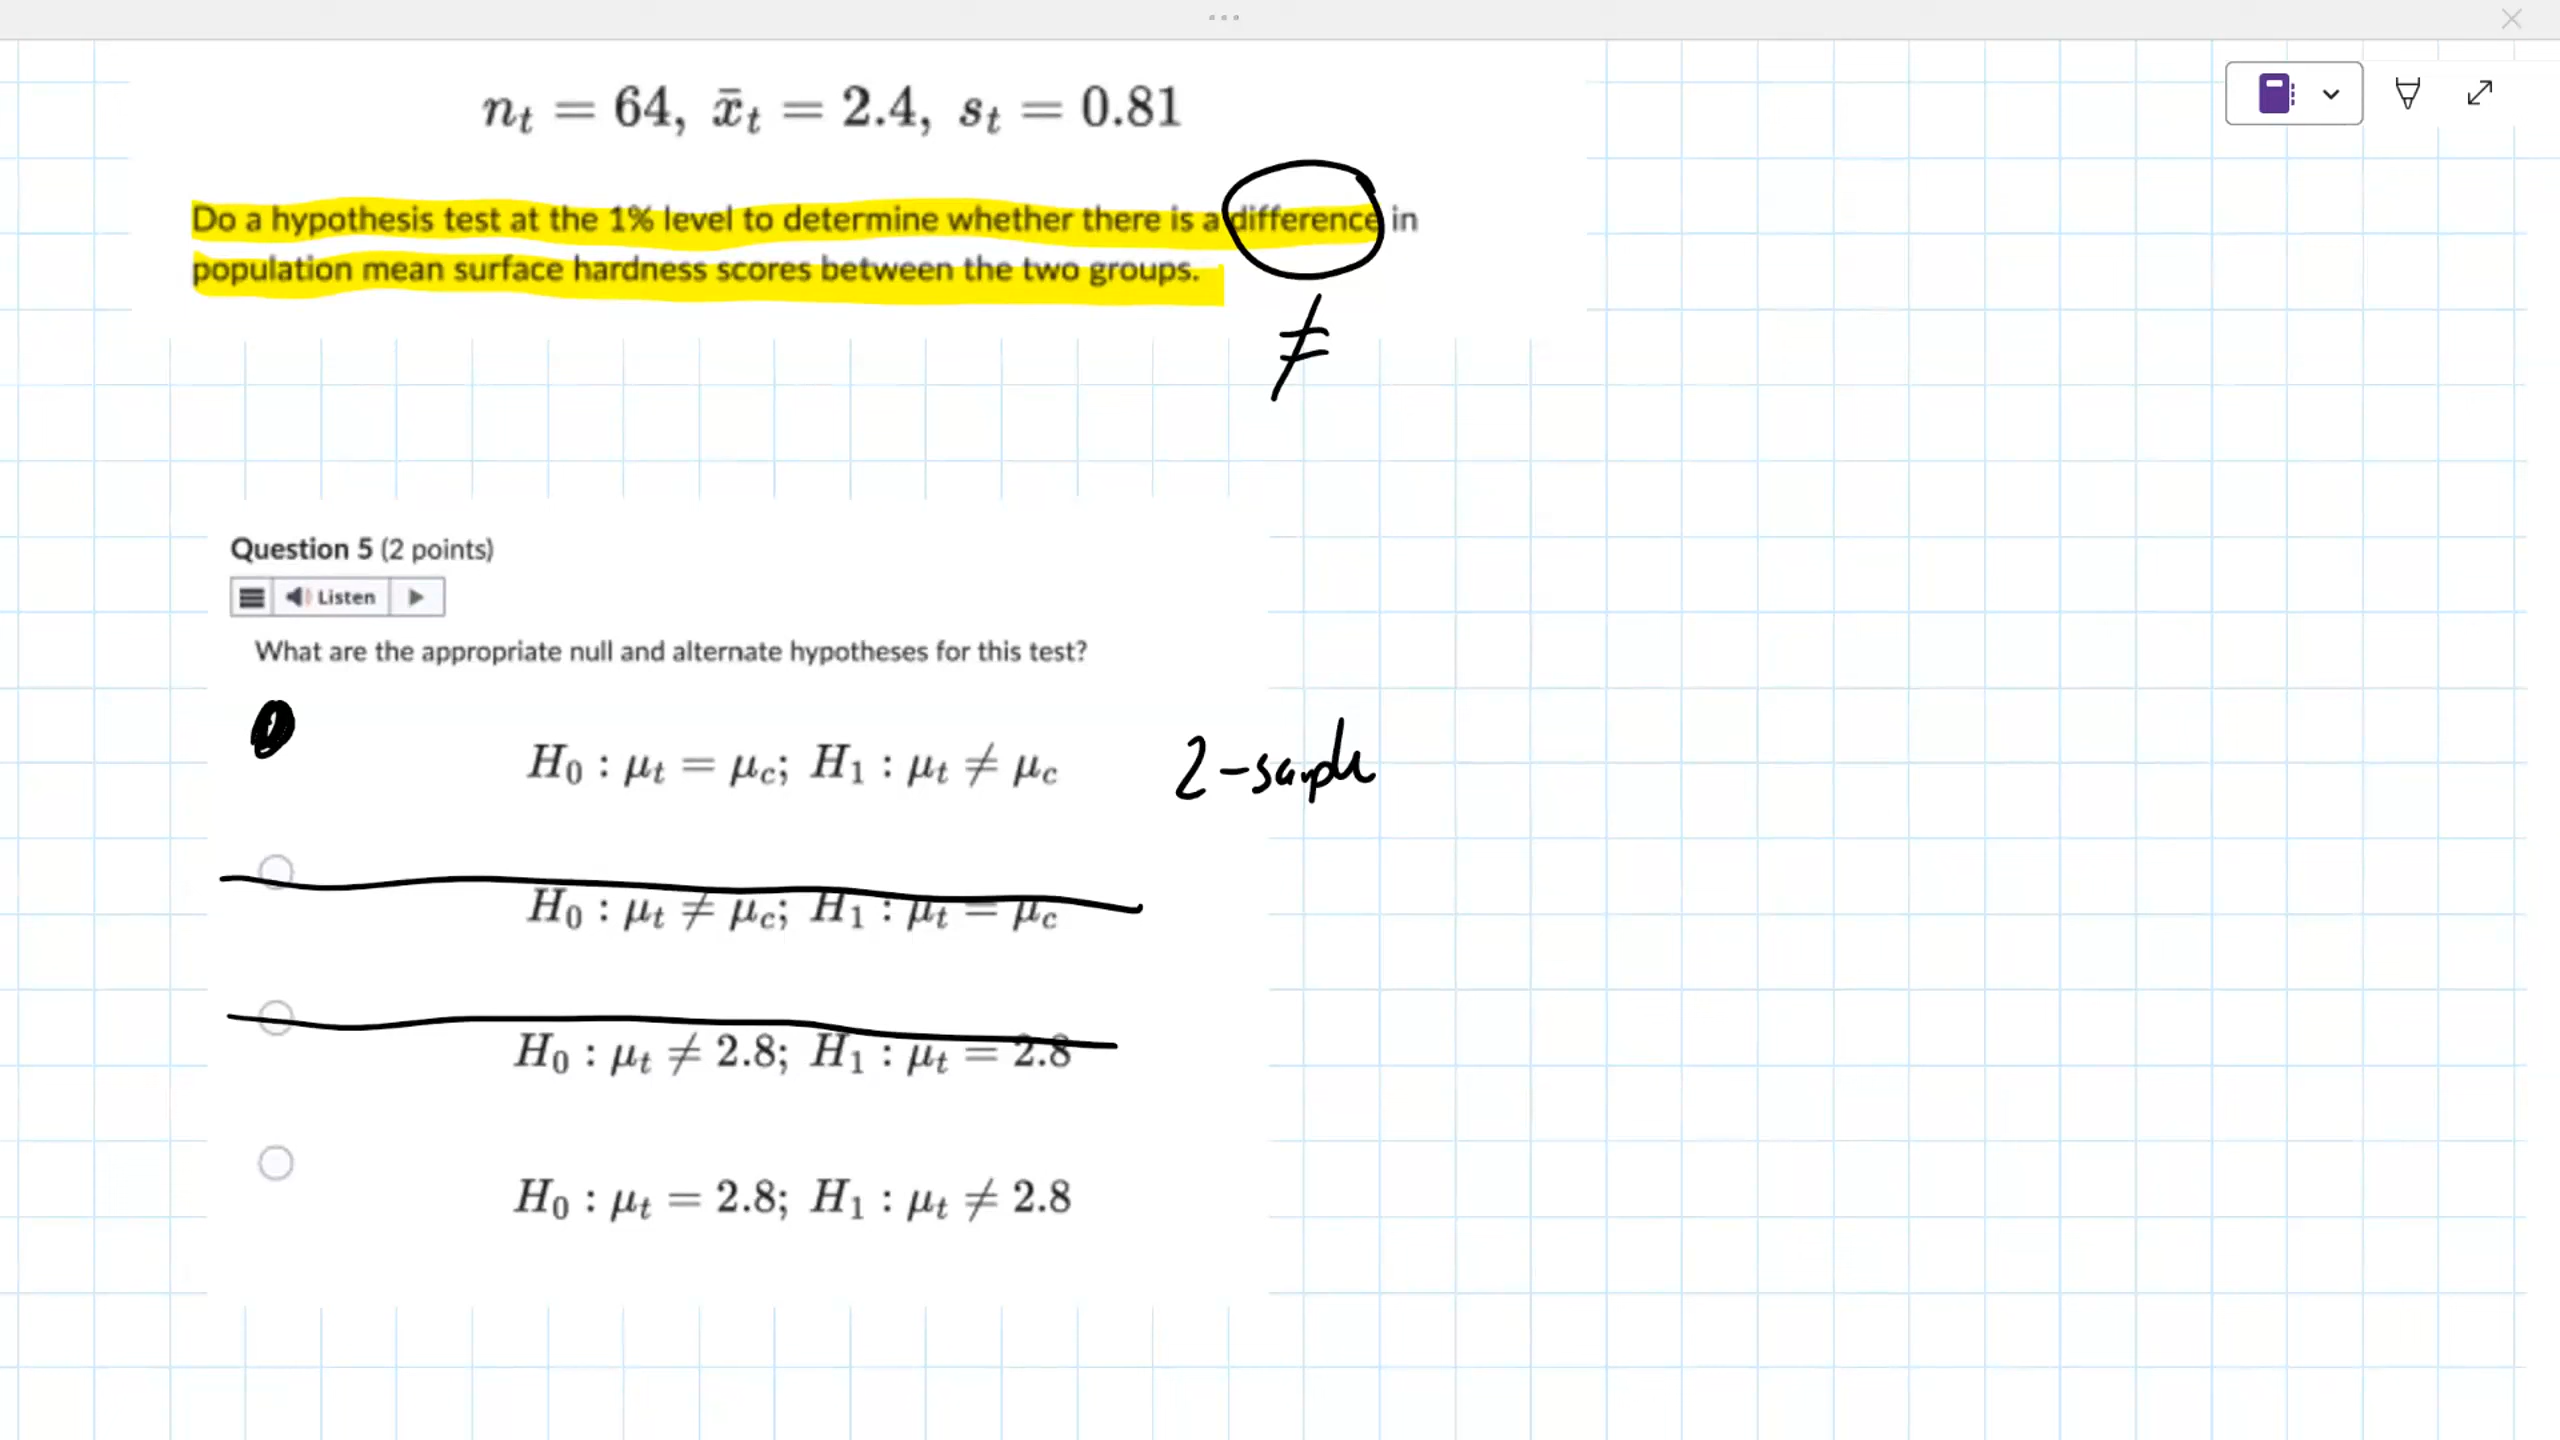 n_t = 64, x̄_t = 2.4, s_t = 0.81
Do a hypothesis test at the 1% level to determine whether there is a difference in
population mean surface hardness scores between the two groups.
≠
Question 5 (2 points)
Listen
What are the appropriate null and alternate hypotheses for this test?
H₀ : μ_t = μ_c; H₁ : μ_t ≠ μ_c
2-sample
H₀ : μ_t ≠ μ_c; H₁ : μ_t = μ_c
H₀ : μ_t ≠ 2.8; H₁ : μ_t = 2.8
H₀ : μ_t = 2.8; H₁ : μ_t ≠ 2.8